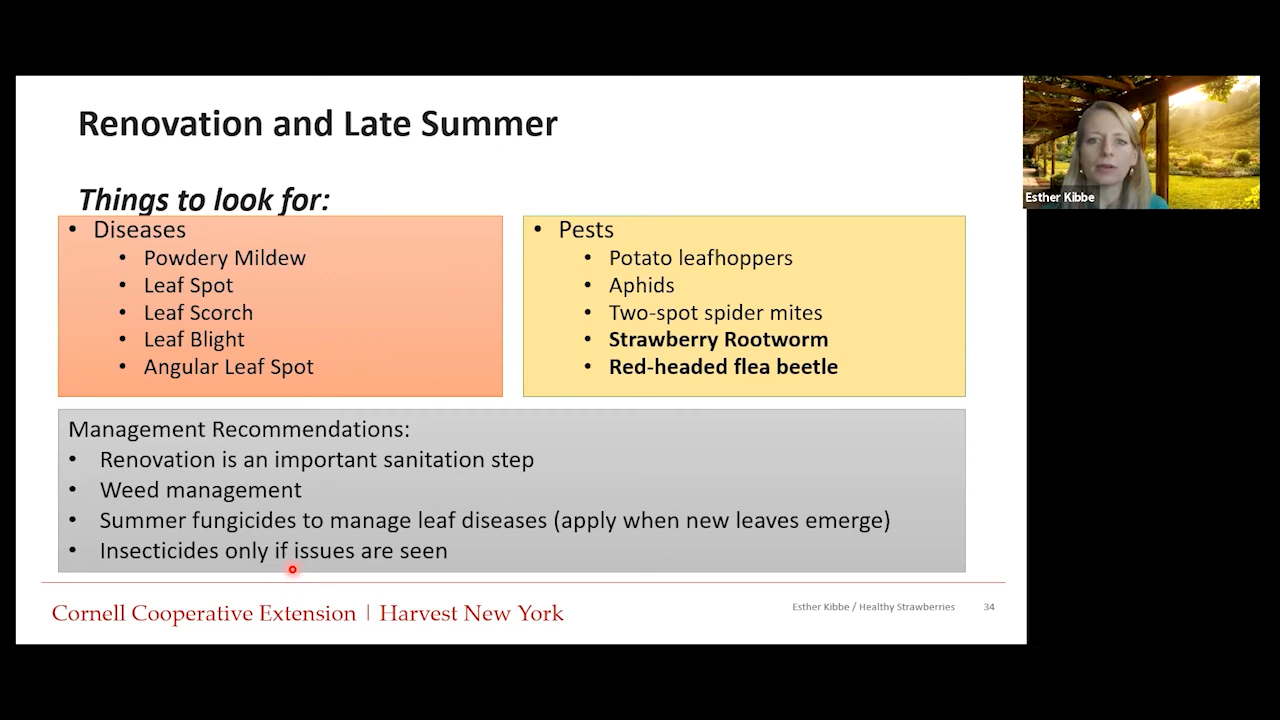 Renovation and Late Summer
Things to look for:
• Diseases
• Powdery Mildew
• Leaf Spot
• Leaf Scorch
• Leaf Blight
• Angular Leaf Spot
• Pests
• Potato leafhoppers
• Aphids
• Two-spot spider mites
• Strawberry Rootworm
• Red-headed flea beetle
Management Recommendations:
• Renovation is an important sanitation step
• Weed management
• Summer fungicides to manage leaf diseases (apply when new leaves emerge)
• Insecticides only if issues are seen
Cornell Cooperative Extension | Harvest New York
Esther Kibbe / Healthy Strawberries 34
Esther Kibbe